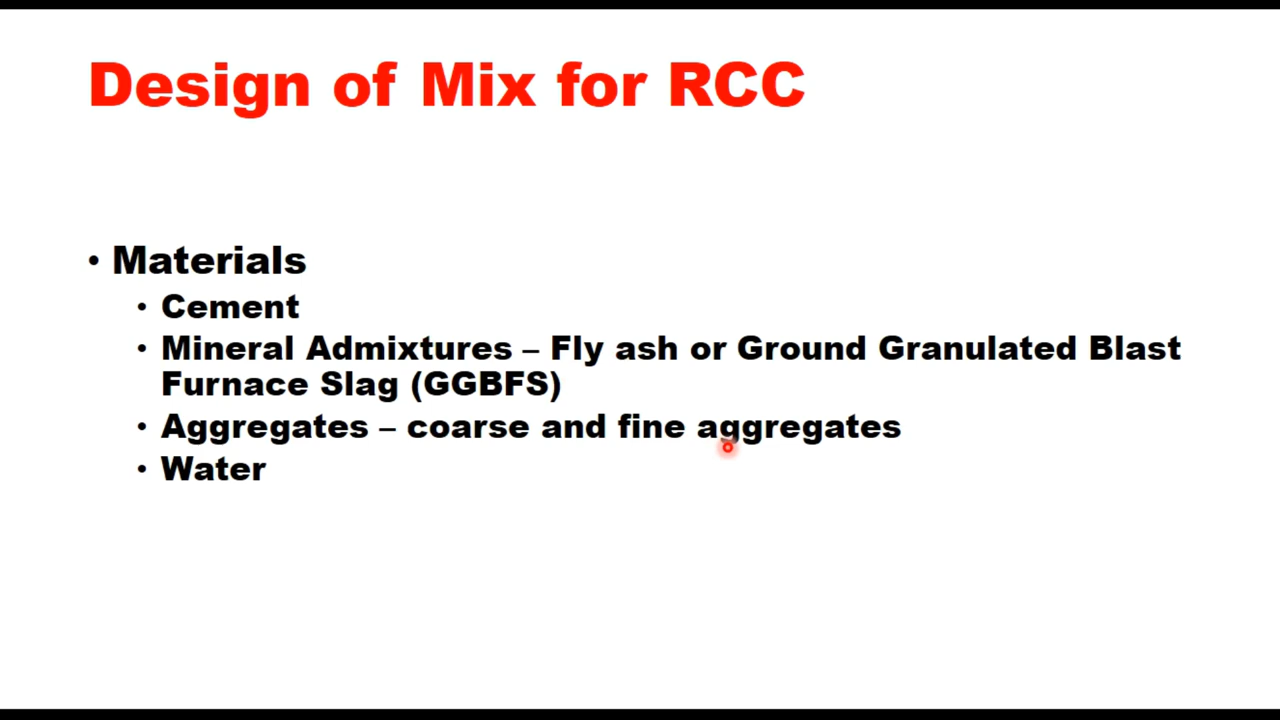 Design of Mix for RCC
• Materials
• Cement
• Mineral Admixtures – Fly ash or Ground Granulated Blast
Furnace Slag (GGBFS)
• Aggregates – coarse and fine aggregates
• Water